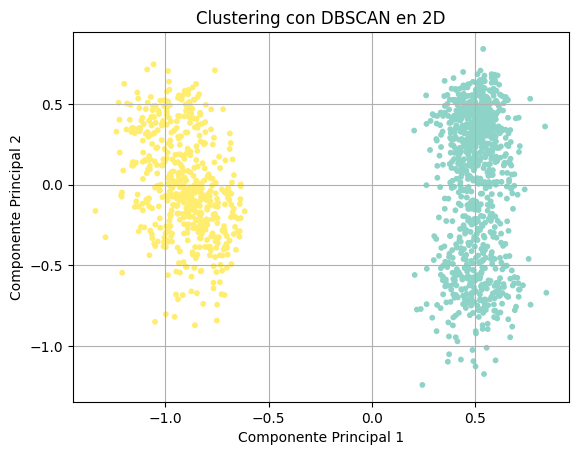 Clustering con DBSCAN en 2D
Componente Principal 2
0.5
0.0
−0.5
−1.0
−1.0 −0.5 0.0 0.5
Componente Principal 1